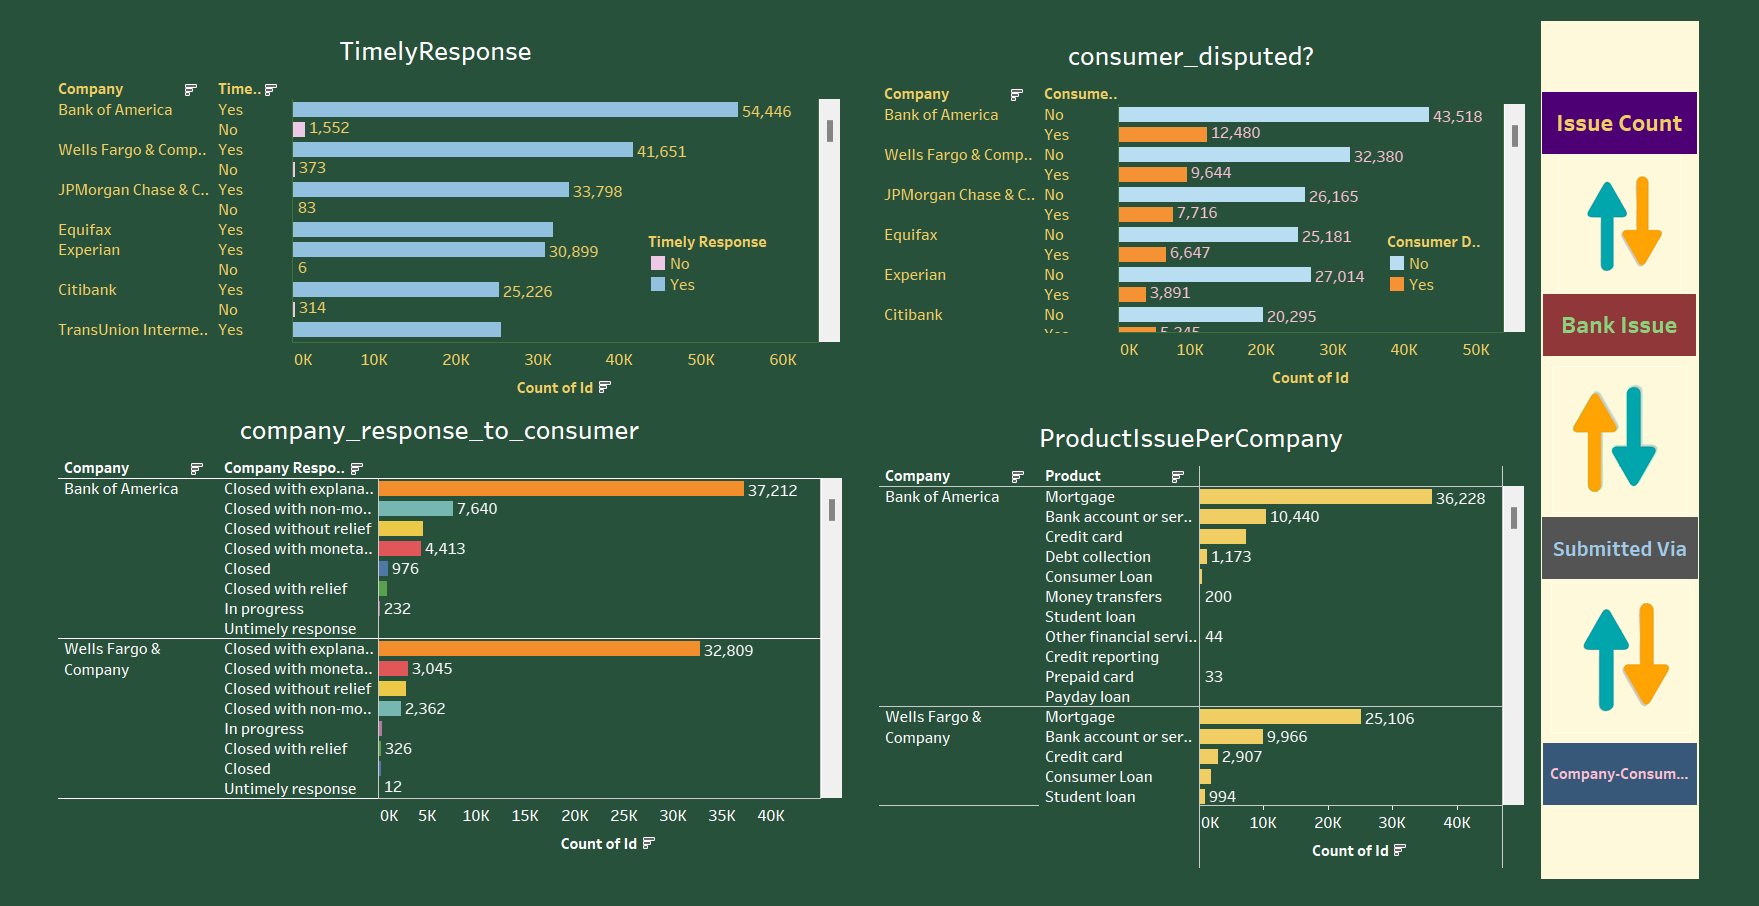 TimelyResponse
Company Time..
Bank of America Yes 54,446
No 1,552
Wells Fargo & Comp.. Yes 41,651
No 373
JPMorgan Chase & C.. Yes 33,798
No 83
Equifax Yes
Experian Yes 30,899
No 6
Citibank Yes 25,226
No 314
TransUnion Interme.. Yes
Timely Response
No
Yes
0K 10K 20K 30K 40K 50K 60K
Count of Id
consumer_disputed?
Company Consume..
Bank of America No 43,518
Yes 12,480
Wells Fargo & Comp.. No 32,380
Yes 9,644
JPMorgan Chase & C.. No 26,165
Yes 7,716
Equifax No 25,181
Yes 6,647
Experian No 27,014
Yes 3,891
Citibank No 20,295
Yes 5,245
Consumer D..
No
Yes
0K 10K 20K 30K 40K 50K
Count of Id
company_response_to_consumer
Company Company Respo..
Bank of America Closed with explana.. 37,212
Closed with non-mo.. 7,640
Closed without relief
Closed with moneta.. 4,413
Closed 976
Closed with relief
In progress 232
Untimely response
Wells Fargo & Closed with explana.. 32,809
Company Closed with moneta.. 3,045
Closed without relief
Closed with non-mo.. 2,362
In progress
Closed with relief 326
Closed
Untimely response 12
0K 5K 10K 15K 20K 25K 30K 35K 40K
Count of Id
ProductIssuePerCompany
Company Product
Bank of America Mortgage 36,228
Bank account or ser.. 10,440
Credit card
Debt collection 1,173
Consumer Loan
Money transfers 200
Student loan
Other financial servi.. 44
Credit reporting
Prepaid card 33
Payday loan
Wells Fargo & Mortgage 25,106
Company Bank account or ser.. 9,966
Credit card 2,907
Consumer Loan
Student loan 994
0K 10K 20K 30K 40K
Count of Id
Issue Count
Bank Issue
Submitted Via
Company-Consum...